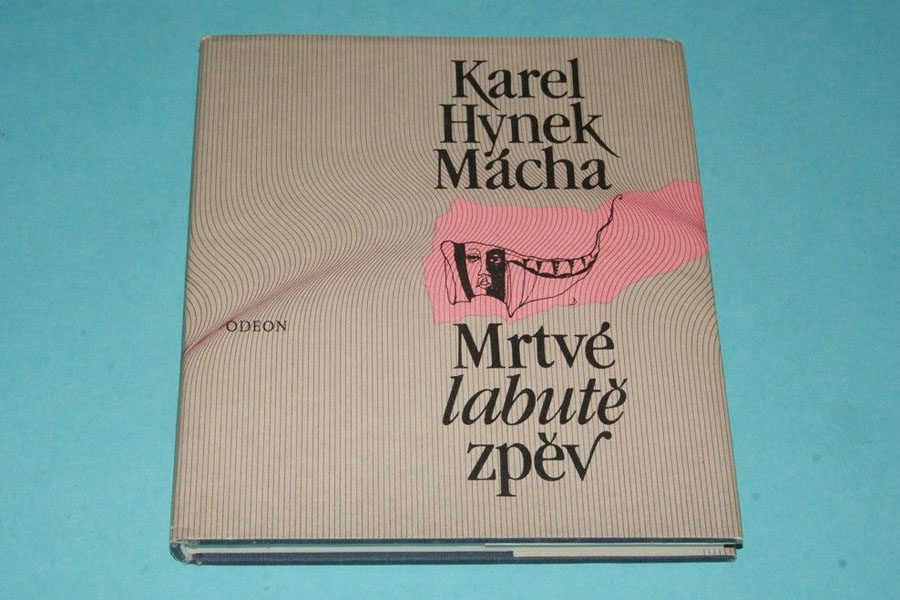 Karel
Hynek
Mácha
ODEON
Mrtvé
labutě
zpěv